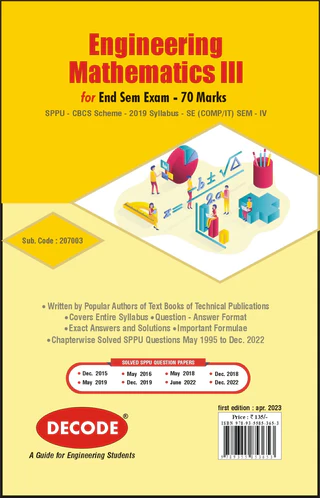 Engineering
Mathematics III
for End Sem Exam - 70 Marks
SPPU - CBCS Scheme - 2019 Syllabus - SE (COMP/IT) SEM - IV
Sub. Code : 207003
• Written by Popular Authors of Text Books of Technical Publications
• Covers Entire Syllabus • Question - Answer Format
• Exact Answers and Solutions • Important Formulae
• Chapterwise Solved SPPU Questions May 1995 to Dec. 2022
SOLVED SPPU QUESTION PAPERS
• Dec. 2015 • May 2016 • May 2018 • Dec. 2018
• May 2019 • Dec. 2019 • June 2022 • Dec. 2022
first edition : apr. 2023
Price : ₹ 135/-
DECODE®
A Guide for Engineering Students